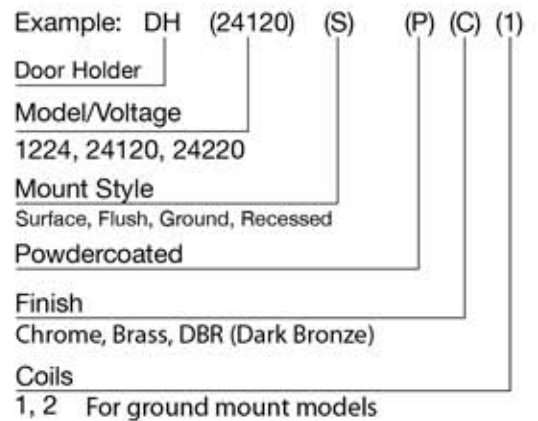 Example: DH (24120) (S) (P) (C) (1)
Door Holder
Model/Voltage
1224, 24120, 24220
Mount Style
Surface, Flush, Ground, Recessed
Powdercoated
Finish
Chrome, Brass, DBR (Dark Bronze)
Coils
1, 2 For ground mount models